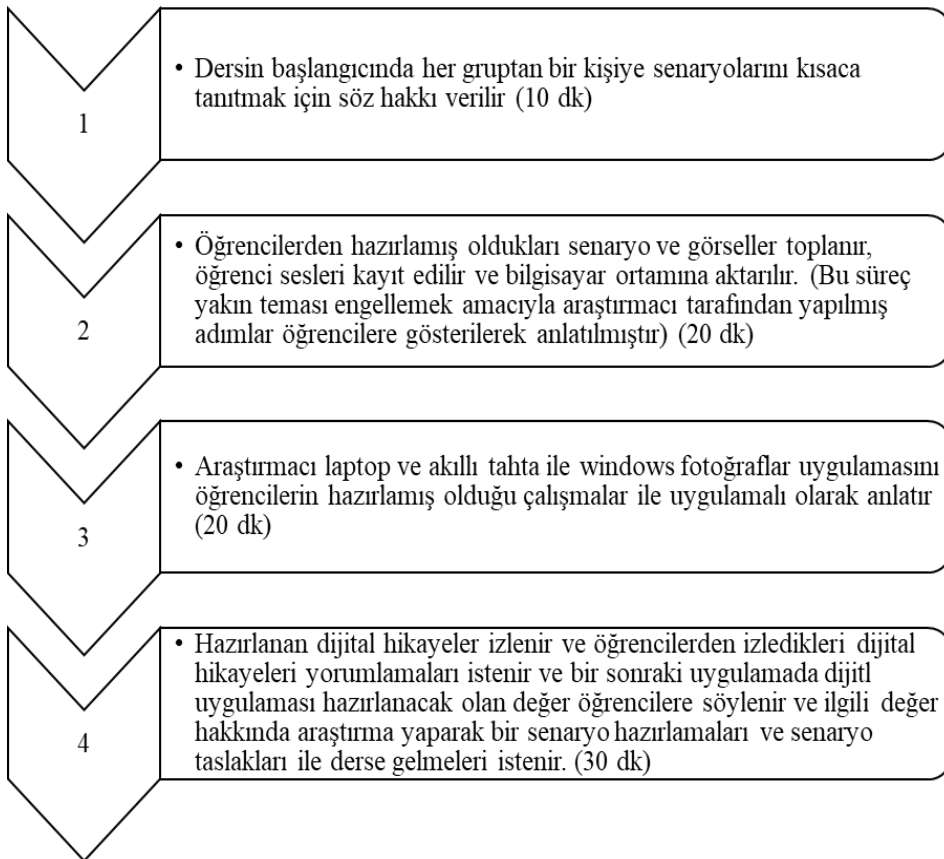 1
• Dersin başlangıcında her gruptan bir kişiye senaryolarını kısaca
tanıtmak için söz hakkı verilir (10 dk)
2
• Öğrencilerden hazırlamış oldukları senaryo ve görseller toplanır,
öğrenci sesleri kayıt edilir ve bilgisayar ortamına aktarılır. (Bu süreç
yakın teması engellemek amacıyla araştırmacı tarafından yapılmış
adımlar öğrencilere gösterilerek anlatılmıştır) (20 dk)
3
• Araştırmacı laptop ve akıllı tahta ile windows fotoğraflar uygulamasını
öğrencilerin hazırlamış olduğu çalışmalar ile uygulamalı olarak anlatır
(20 dk)
4
• Hazırlanan dijital hikayeler izlenir ve öğrencilerden izledikleri dijital
hikayeleri yorumlamaları istenir ve bir sonraki uygulamada dijitl
uygulaması hazırlanacak olan değer öğrencilere söylenir ve ilgili değer
hakkında araştırma yaparak bir senaryo hazırlamaları ve senaryo
taslakları ile derse gelmeleri istenir. (30 dk)